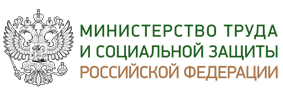 МИНИСТЕРСТВО ТРУДА
И СОЦИАЛЬНОЙ ЗАЩИТЫ
РОССИЙСКОЙ ФЕДЕРАЦИИ